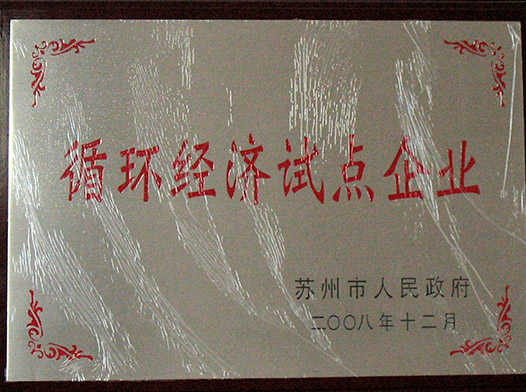 循环经济试点企业
苏州市人民政府
二〇〇八年十二月